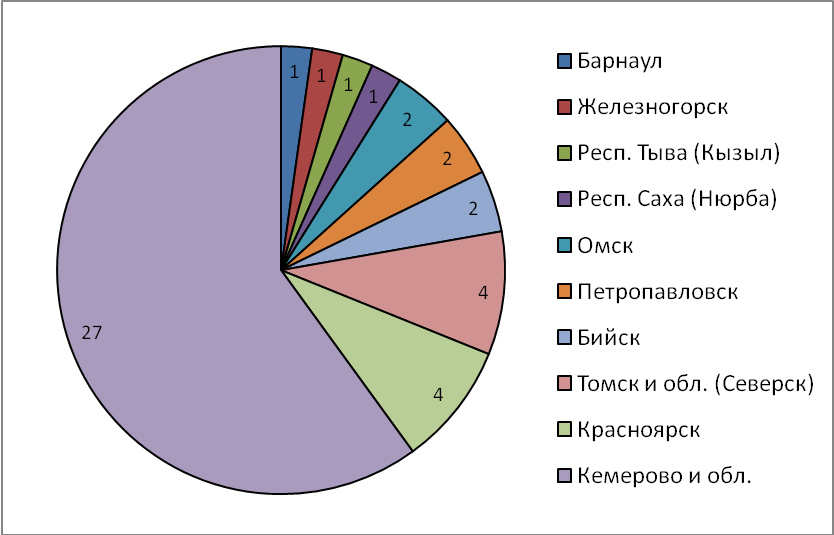 1
1
1
1
2
2
2
4
4
27
Барнаул
Железногорск
Респ. Тыва (Кызыл)
Респ. Саха (Нюрба)
Омск
Петропавловск
Бийск
Томск и обл. (Северск)
Красноярск
Кемерово и обл.